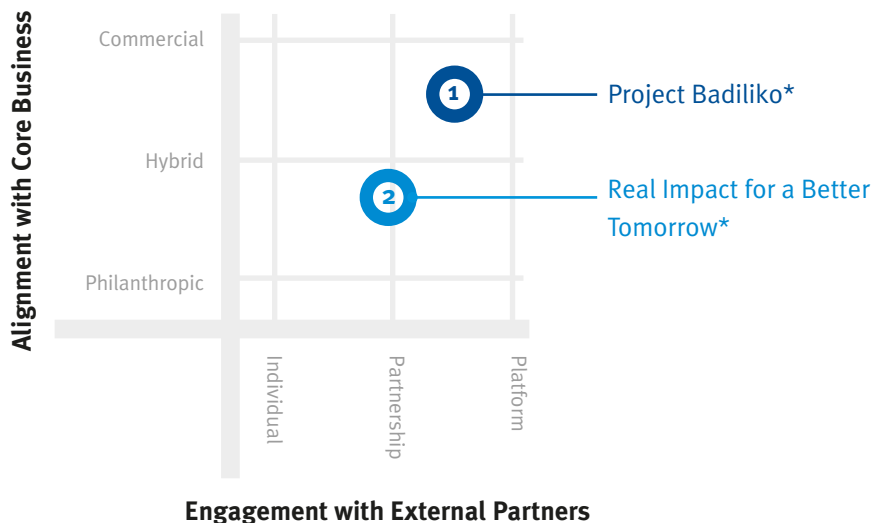 Alignment with Core Business
Commercial
Hybrid
Philanthropic
1
Project Badiliko*
2
Real Impact for a Better
Tomorrow*
Individual
Partnership
Platform
Engagement with External Partners